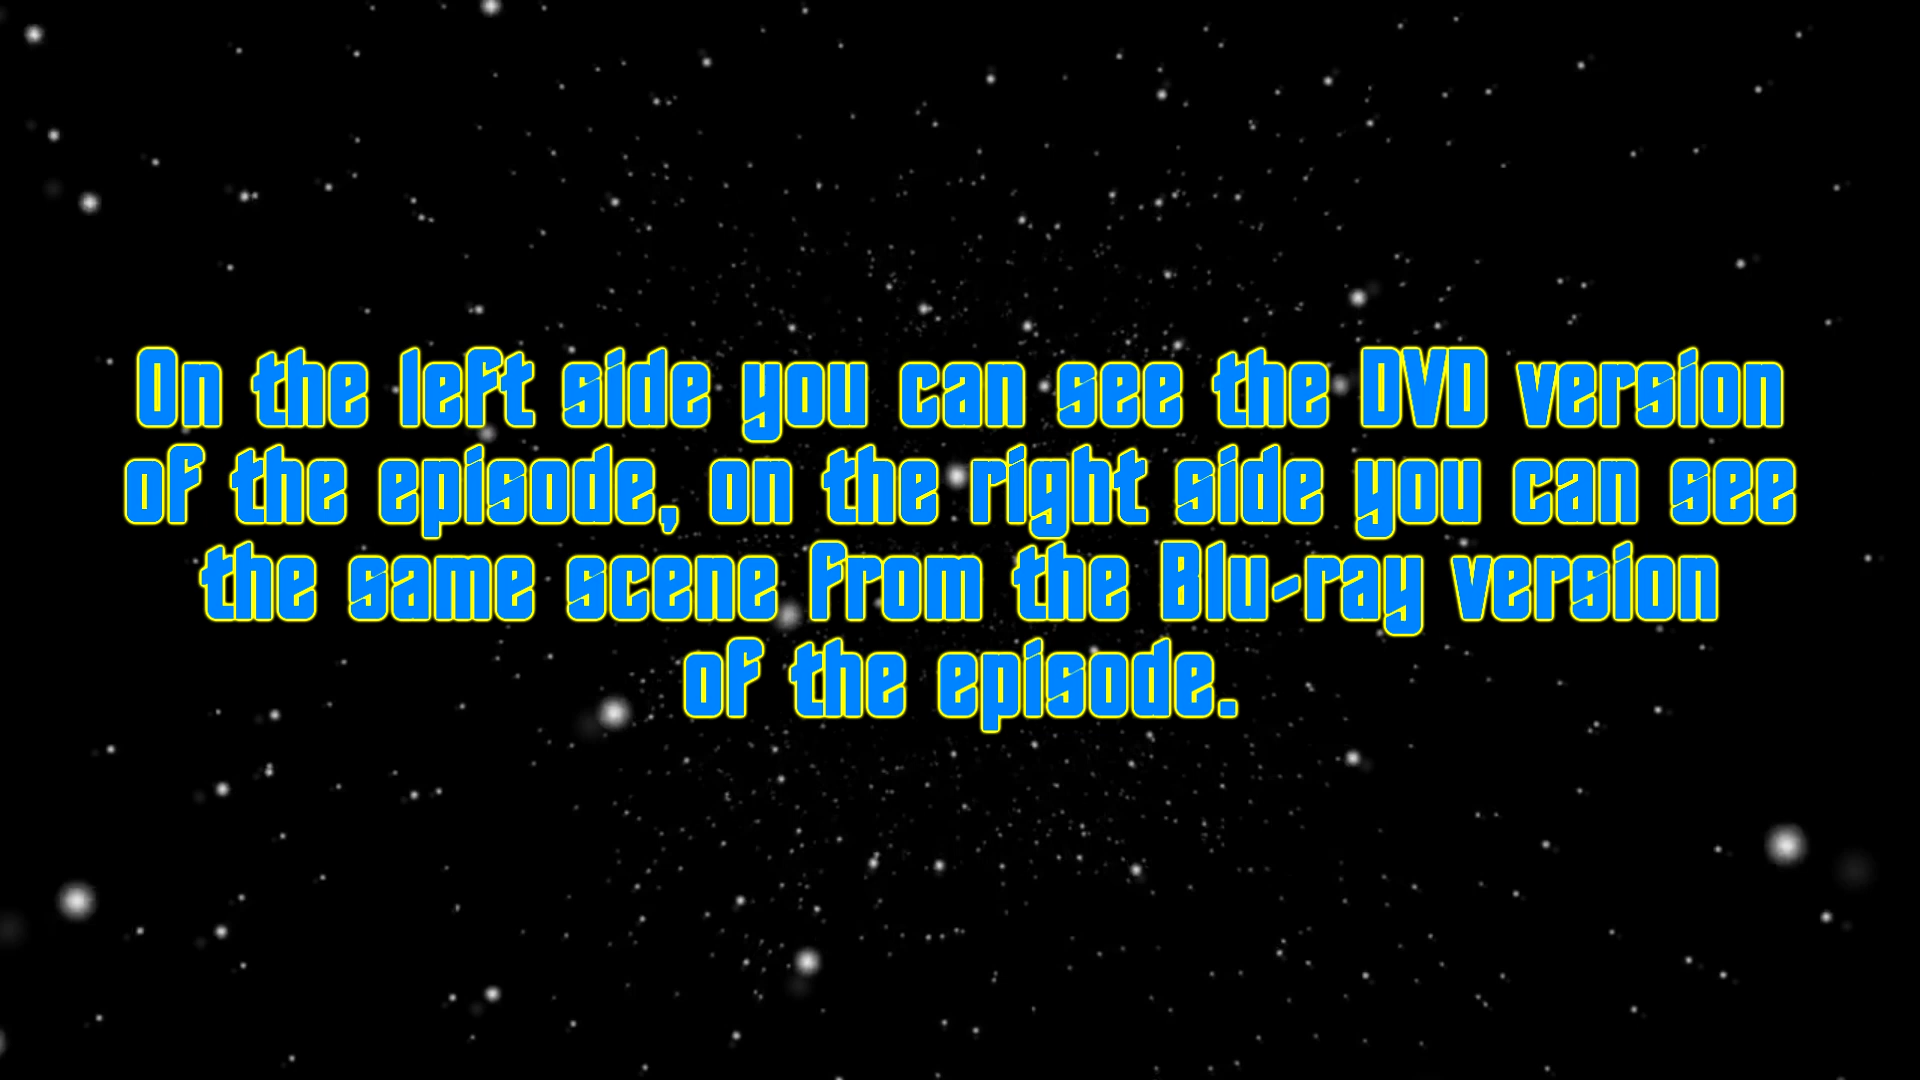 On the left side you can see the DVD version
of the episode, on the right side you can see
the same scene from the Blu-ray version
of the episode.